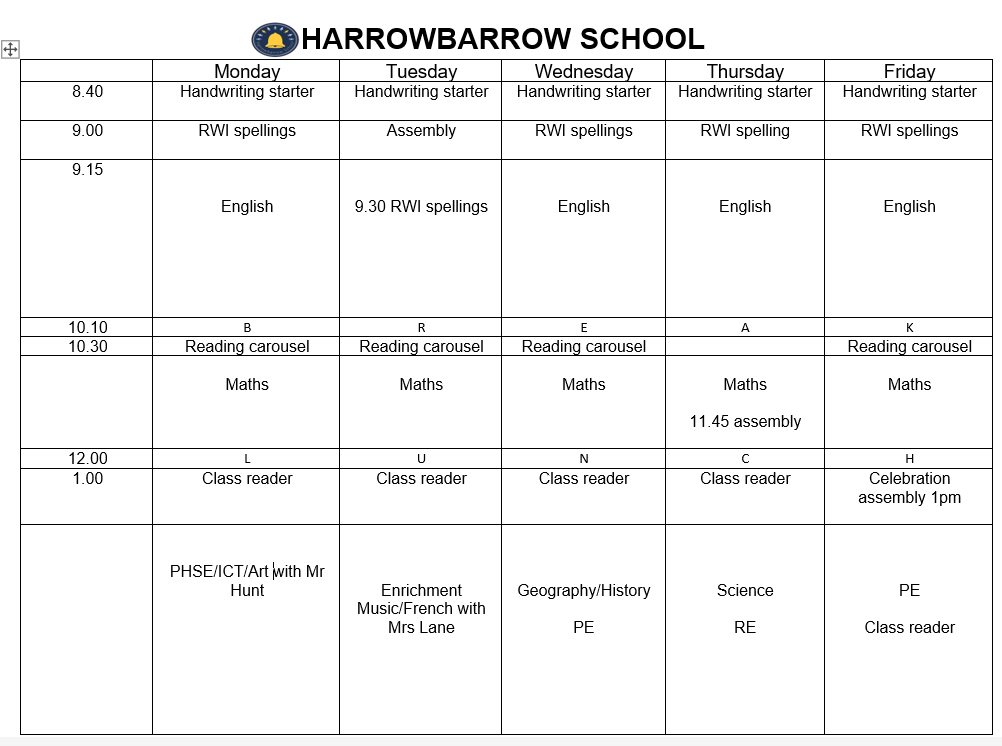 HARROWBARROW SCHOOL
Monday Tuesday Wednesday Thursday Friday
8.40 Handwriting starter Handwriting starter Handwriting starter Handwriting starter Handwriting starter
9.00 RWI spellings Assembly RWI spellings RWI spelling RWI spellings
9.15
English 9.30 RWI spellings English English English
10.10 B R E A K
10.30 Reading carousel Reading carousel Reading carousel Reading carousel
Maths Maths Maths Maths Maths
11.45 assembly
12.00 L U N C H
1.00 Class reader Class reader Class reader Class reader Celebration
assembly 1pm
PHSE/ICT/Art with Mr
Hunt Enrichment Geography/History Science PE
Music/French with
Mrs Lane PE RE Class reader